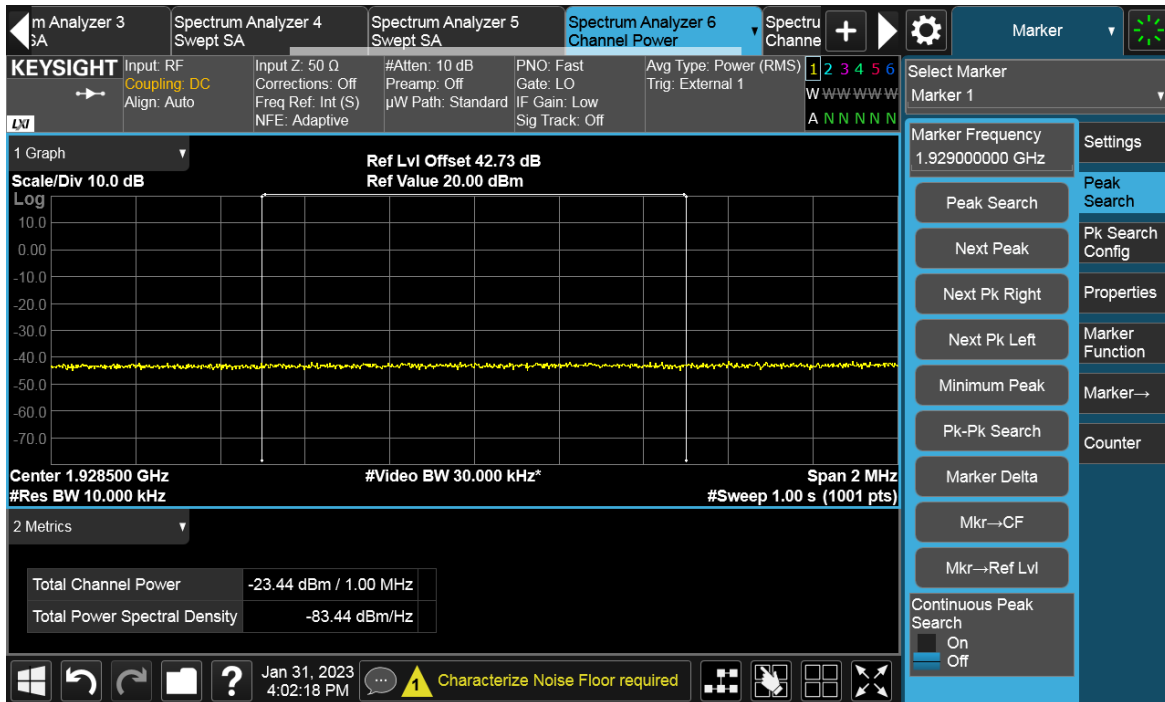 m Analyzer 3
SA
Spectrum Analyzer 4
Swept SA
Spectrum Analyzer 5
Swept SA
Spectrum Analyzer 6
Channel Power
Spectru
Channe
+
Marker
KEYSIGHT
LXI
Input: RF
Coupling: DC
Align: Auto
Input Z: 50 Ω
Corrections: Off
Freq Ref: Int (S)
NFE: Adaptive
#Atten: 10 dB
Preamp: Off
µW Path: Standard
PNO: Fast
Gate: LO
IF Gain: Low
Sig Track: Off
Avg Type: Power (RMS)
Trig: External 1
1 2 3 4 5 6
W W W W W W
A N N N N N
Select Marker
Marker 1
Marker Frequency
1.929000000 GHz
Peak Search
Next Peak
Next Pk Right
Next Pk Left
Minimum Peak
Pk-Pk Search
Marker Delta
Mkr→CF
Mkr→Ref Lvl
Continuous Peak
Search
On
Off
Settings
Peak
Search
Pk Search
Config
Properties
Marker
Function
Marker→
Counter
1 Graph
Scale/Div 10.0 dB
Ref Lvl Offset 42.73 dB
Ref Value 20.00 dBm
Log
10.0
0.00
-10.0
-20.0
-30.0
-40.0
-50.0
-60.0
-70.0
Center 1.928500 GHz
#Video BW 30.000 kHz*
Span 2 MHz
#Res BW 10.000 kHz
#Sweep 1.00 s (1001 pts)
2 Metrics
Total Channel Power -23.44 dBm / 1.00 MHz
Total Power Spectral Density -83.44 dBm/Hz
?
Jan 31, 2023
4:02:18 PM
1
Characterize Noise Floor required